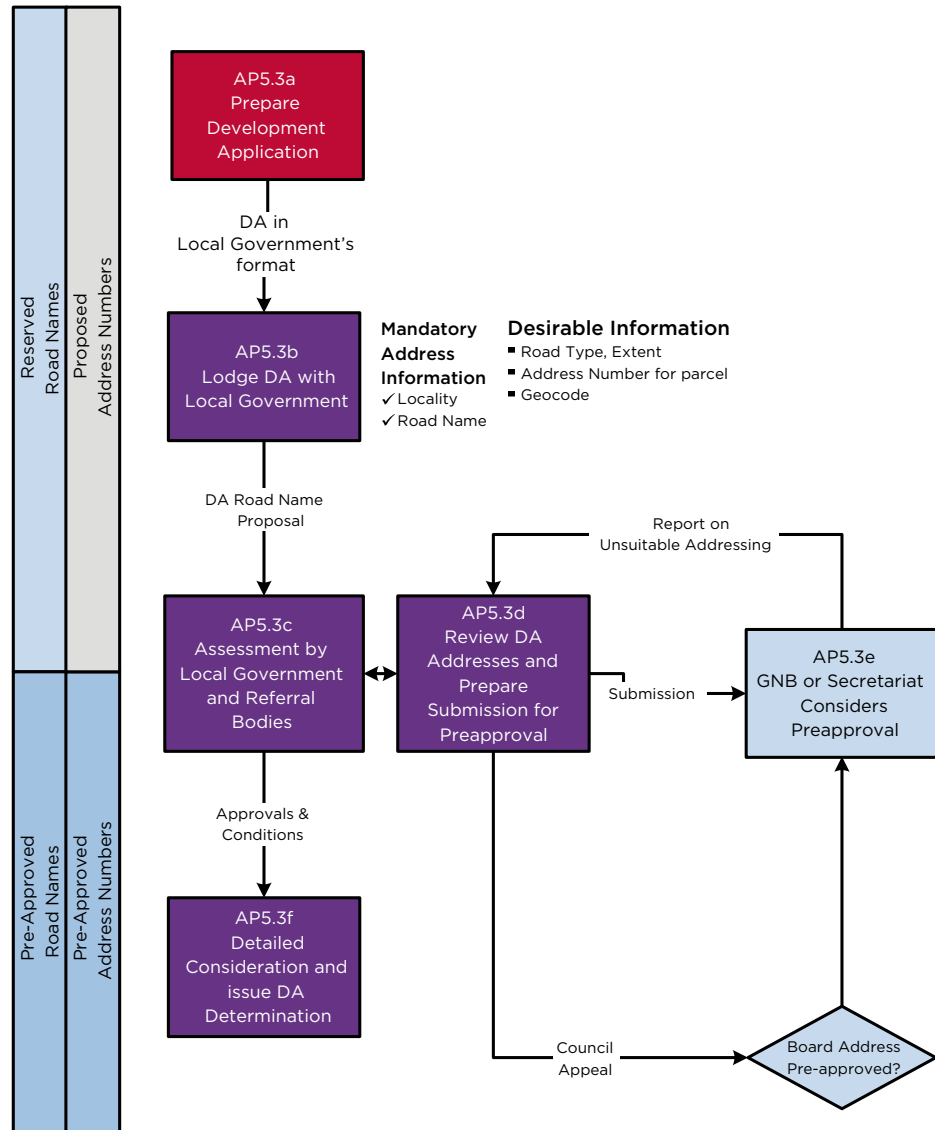 Reserved
Road Names
Proposed
Address Numbers
Pre-Approved
Road Names
Pre-Approved
Address Numbers
AP5.3a
Prepare
Development
Application
DA in
Local Government's
format
AP5.3b
Lodge DA with
Local Government
Mandatory
Address
Information
✓ Locality
✓ Road Name
Desirable Information
▪ Road Type, Extent
▪ Address Number for parcel
▪ Geocode
DA Road Name
Proposal
Report on
Unsuitable Addressing
AP5.3c
Assessment by
Local Government
and Referral
Bodies
AP5.3d
Review DA
Addresses and
Prepare
Submission for
Preapproval
Submission
AP5.3e
GNB or Secretariat
Considers
Preapproval
Approvals &
Conditions
AP5.3f
Detailed
Consideration and
issue DA
Determination
Council
Appeal
Board Address
Pre-approved?